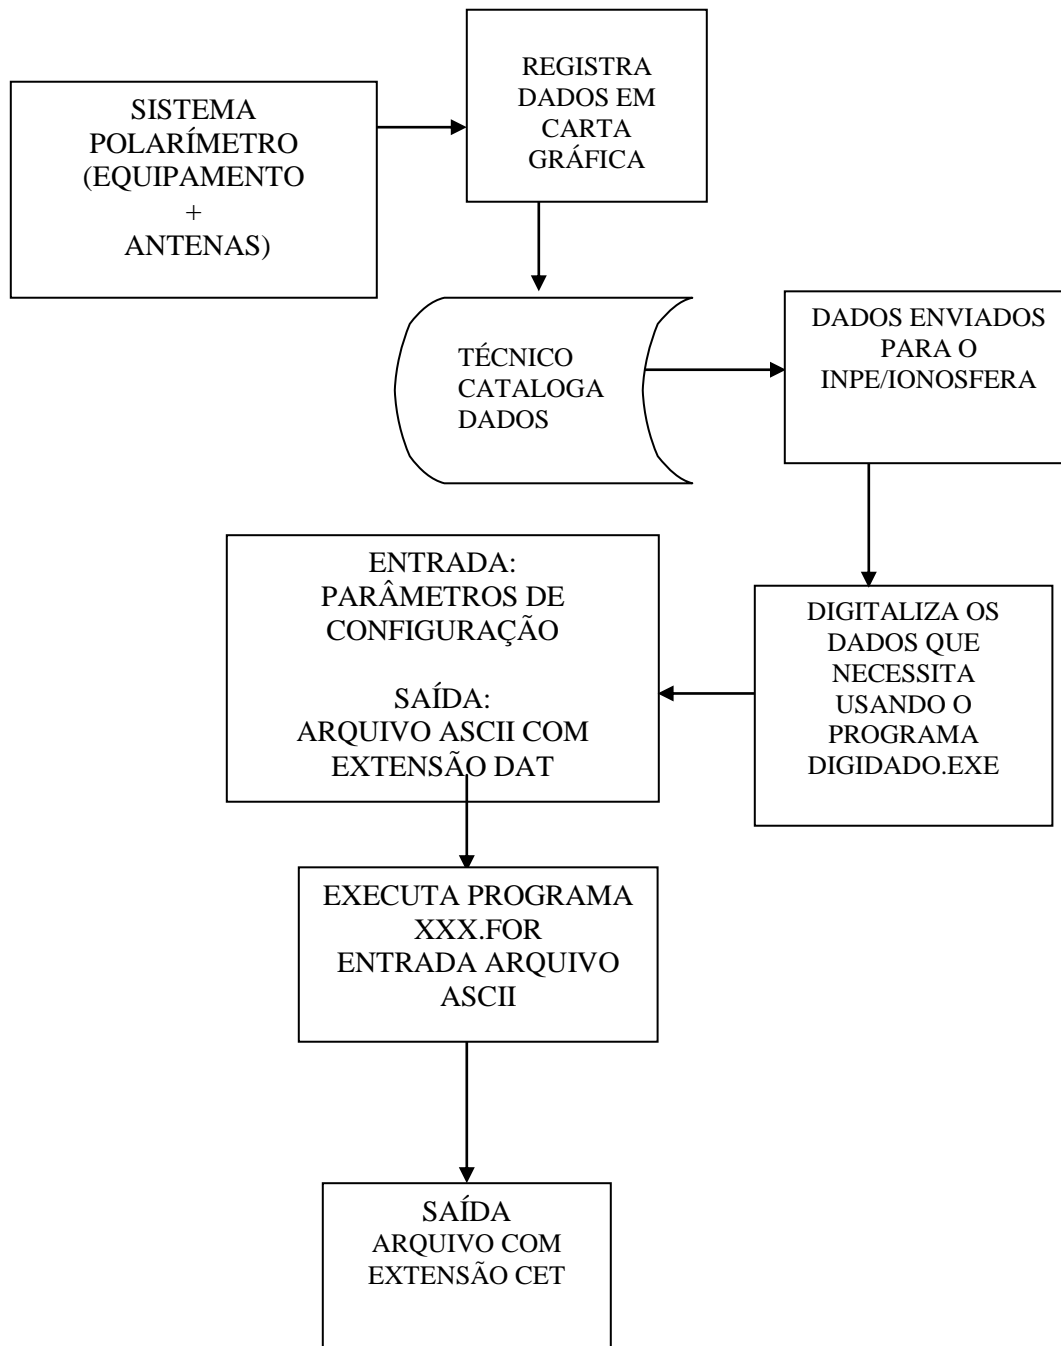 SISTEMA
POLARÍMETRO
(EQUIPAMENTO
+
ANTENAS)
REGISTRA
DADOS EM
CARTA
GRÁFICA
TÉCNICO
CATALOGA
DADOS
DADOS ENVIADOS
PARA O
INPE/IONOSFERA
DIGITALIZA OS
DADOS QUE
NECESSITA
USANDO O
PROGRAMA
DIGIDADO.EXE
ENTRADA:
PARÂMETROS DE
CONFIGURAÇÃO
SAÍDA:
ARQUIVO ASCII COM
EXTENSÃO DAT
EXECUTA PROGRAMA
XXX.FOR
ENTRADA ARQUIVO
ASCII
SAÍDA
ARQUIVO COM
EXTENSÃO CET